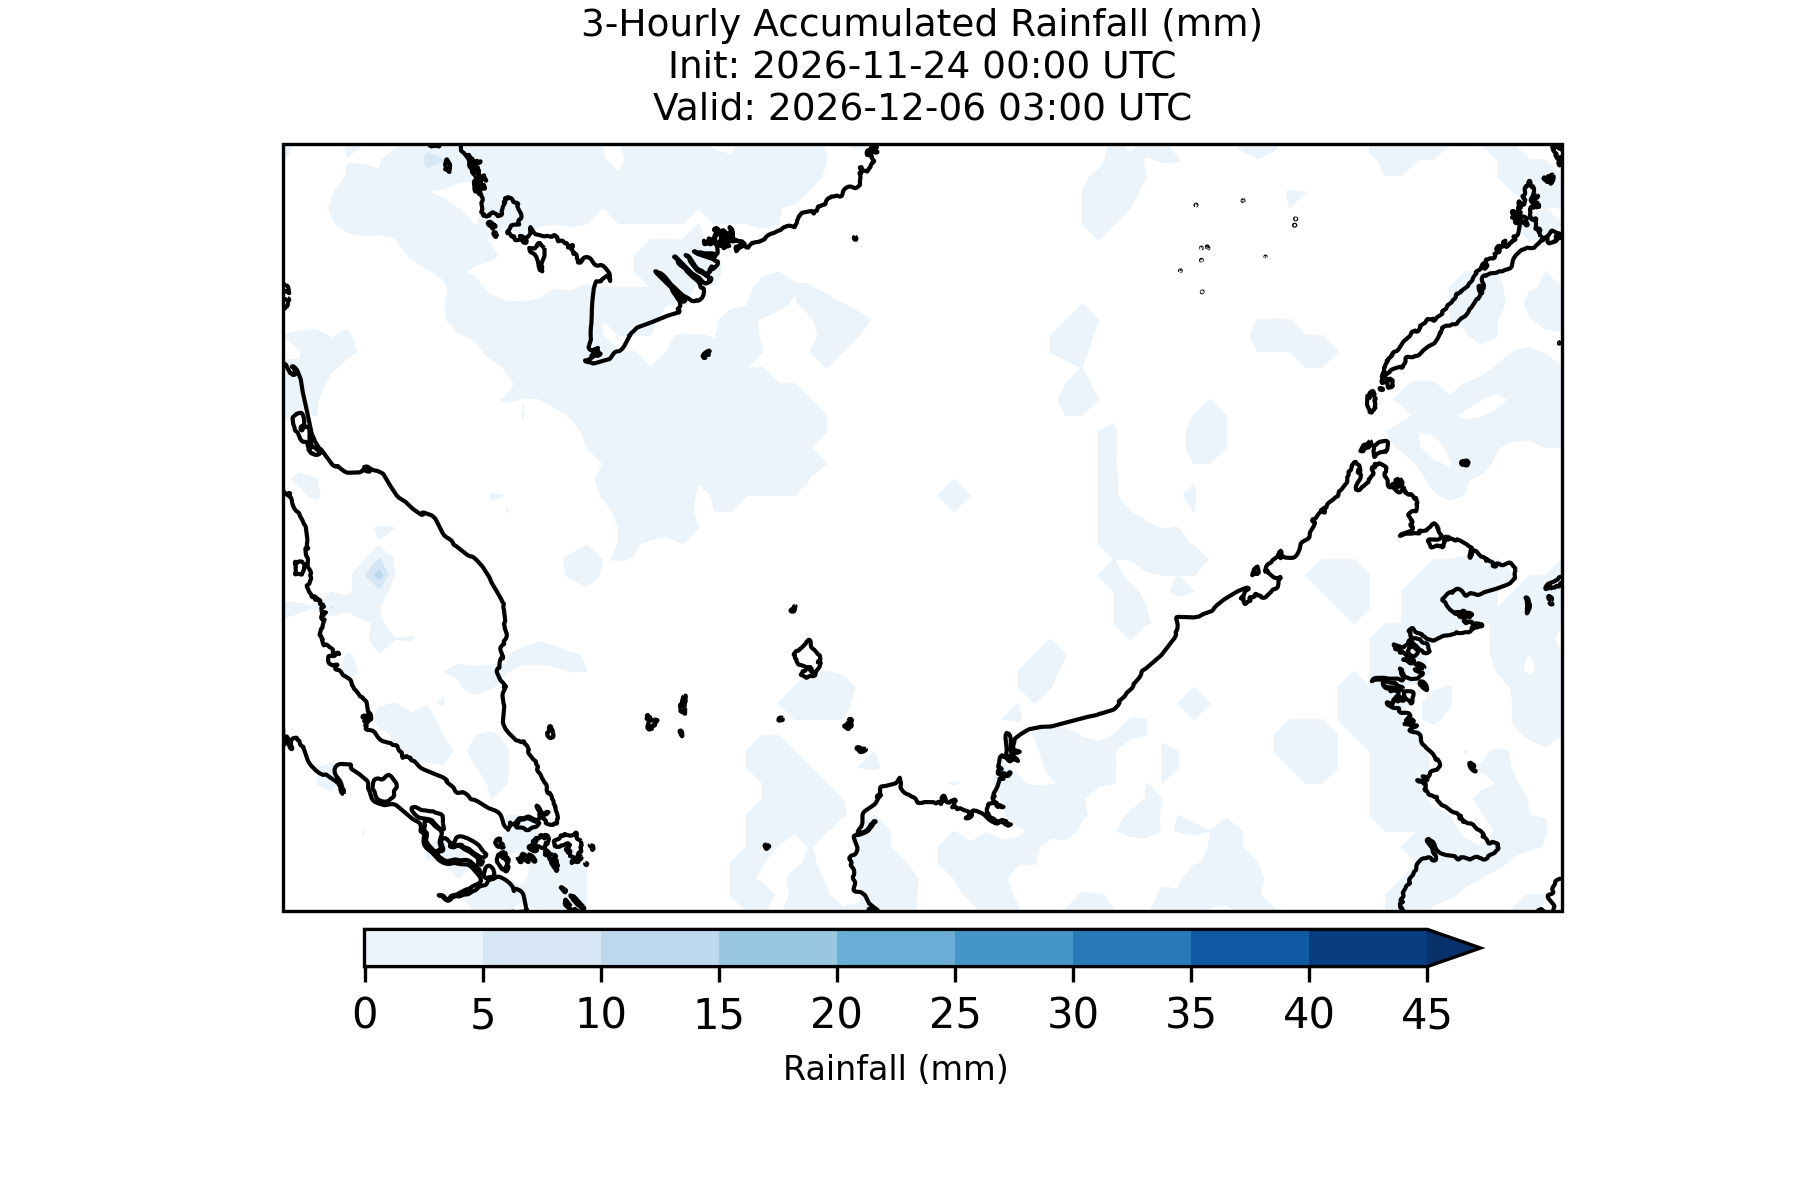 3-Hourly Accumulated Rainfall (mm)
Init: 2026-11-24 00:00 UTC
Valid: 2026-12-06 03:00 UTC
0 5 10 15 20 25 30 35 40 45
Rainfall (mm)